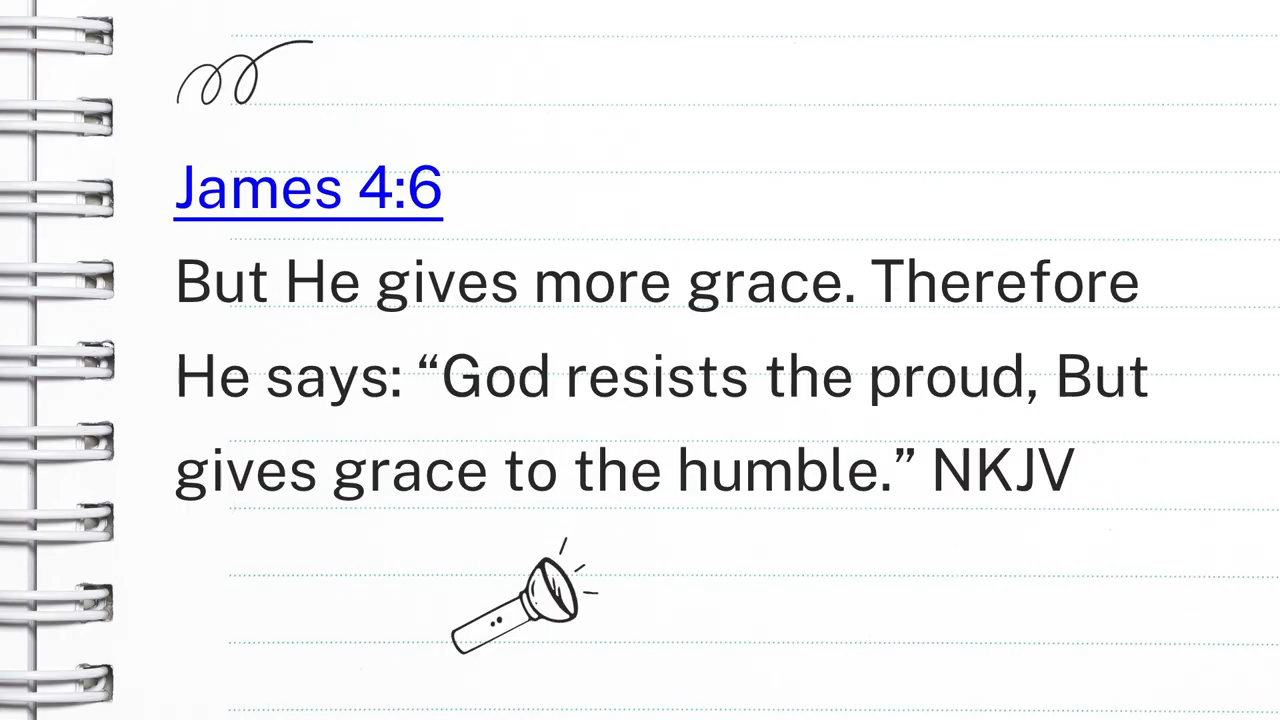 James 4:6
But He gives more grace. Therefore
He says: “God resists the proud, But
gives grace to the humble.” NKJV